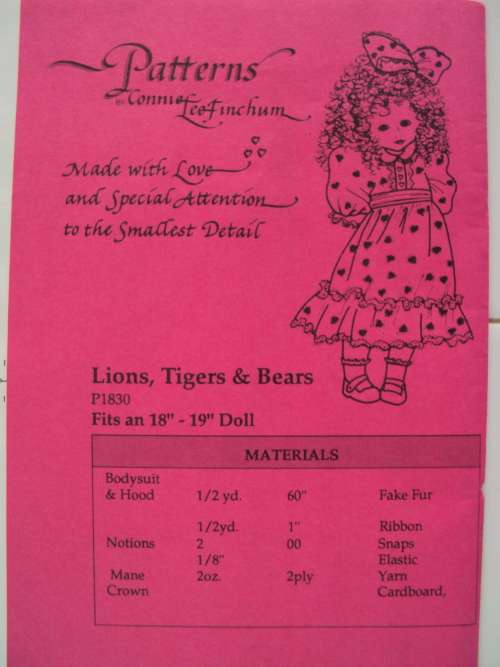 Patterns
BY Connie Lee Finchum
Made with Love
and Special Attention
to the Smallest Detail
Lions, Tigers & Bears
P1830
Fits an 18" - 19" Doll
MATERIALS
Bodysuit
& Hood 1/2 yd. 60" Fake Fur
1/2yd. 1" Ribbon
Notions 2 00 Snaps
1/8" Elastic
Mane 2oz. 2ply Yarn
Crown Cardboard,